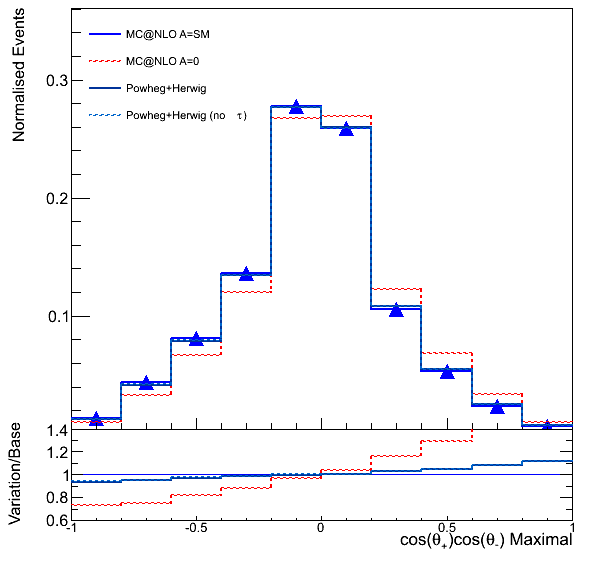 Normalised Events
MC@NLO A=SM
MC@NLO A=0
Powheg+Herwig
Powheg+Herwig (no τ)
0.3
0.2
0.1
Variation/Base
1.4
1.2
1
0.8
0.6
-1 -0.5 0 0.5 1
cos(θ+)cos(θ-) Maximal